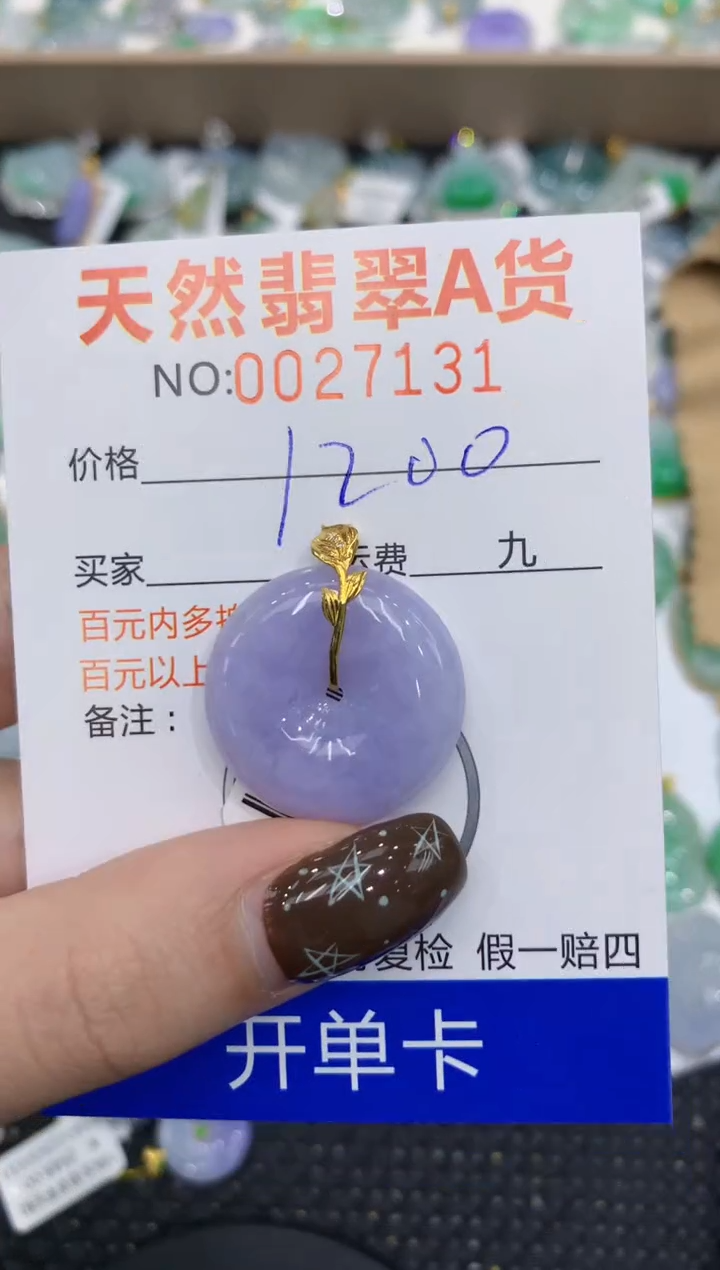 天然翡翠A货
NO:0027131
价格 1200
买家 费 九
百元内多
百元以上
备注：
复检 假一赔四
开单卡